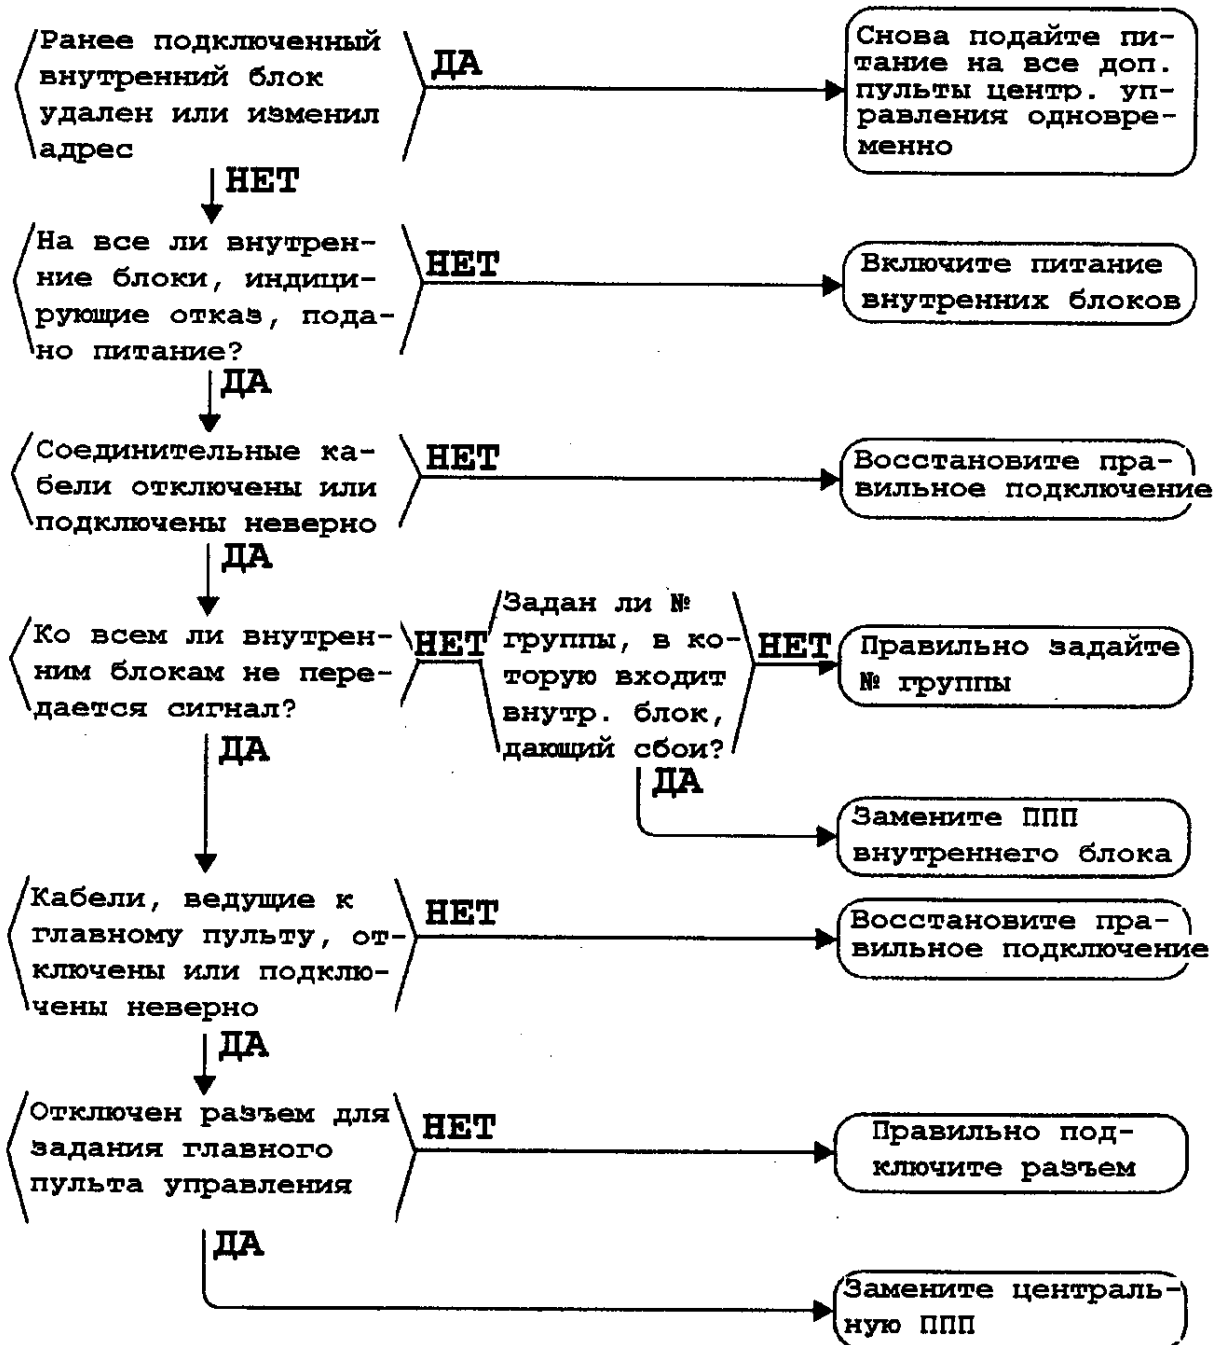 Ранее подключенный
внутренний блок
удален или изменил
адрес
ДА
Снова подайте пи-
тание на все доп.
пульты центр. уп-
равления одновре-
менно
НЕТ
На все ли внутрен-
ние блоки, индици-
рующие отказ, пода-
но питание?
НЕТ
Включите питание
внутренних блоков
ДА
Соединительные ка-
бели отключены или
подключены неверно
НЕТ
Восстановите пра-
вильное подключение
ДА
Ко всем ли внутрен-
ним блокам не пере-
дается сигнал?
НЕТ
Задан ли №
группы, в ко-
торую входит
внутр. блок,
дающий сбои?
НЕТ
Правильно задайте
№ группы
ДА
Замените ППП
внутреннего блока
ДА
Кабели, ведущие к
главному пульту, от-
ключены или подклю-
чены неверно
НЕТ
Восстановите пра-
вильное подключение
ДА
Отключен разъем для
задания главного
пульта управления
НЕТ
Правильно под-
ключите разъем
ДА
Замените централь-
ную ППП